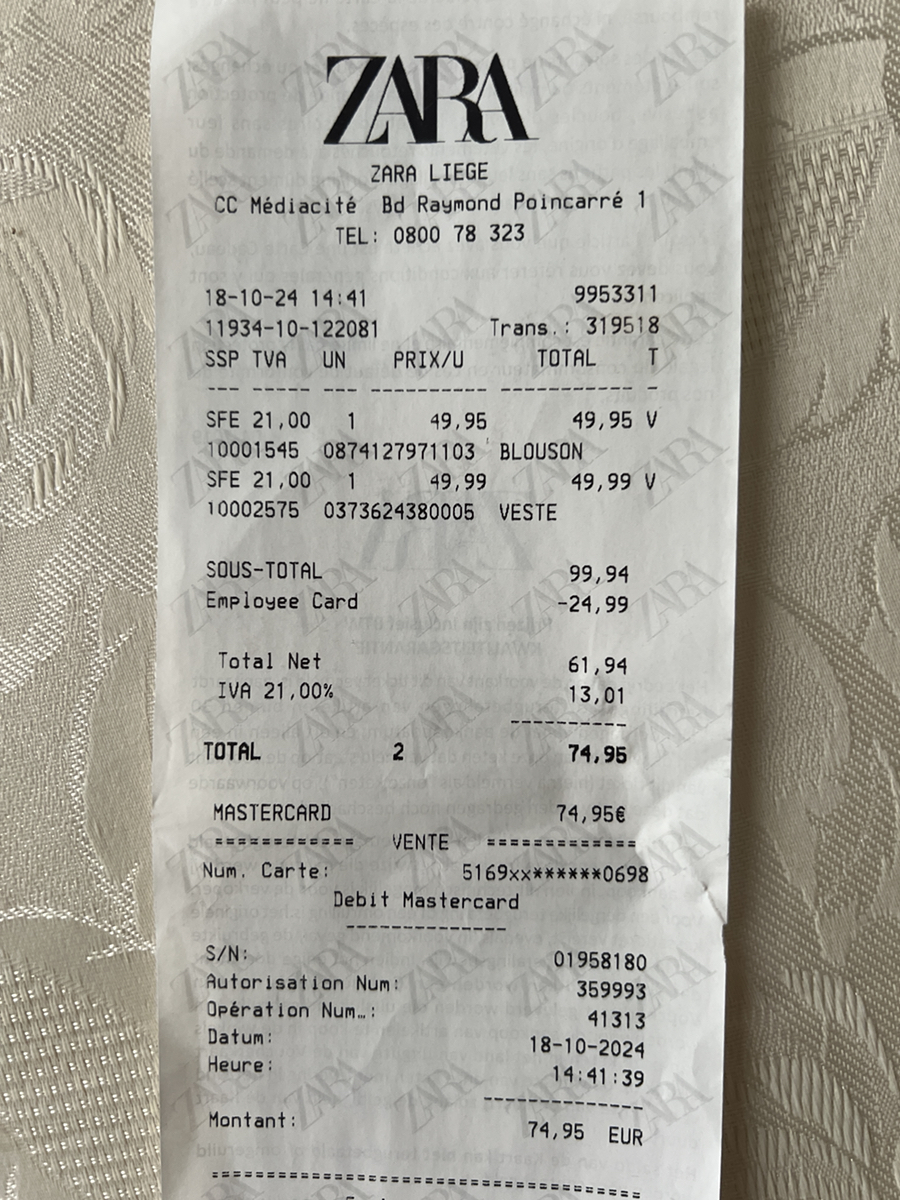 ZARA
ZARA LIEGE
CC Médiacité Bd Raymond Poincarré 1
TEL: 0800 78 323
18-10-24 14:41 9953311
11934-10-122081 Trans.: 319518
SSP TVA UN PRIX/U TOTAL T
--- ---- --- ---------- ----------- -
SFE 21,00 1 49,95 49,95 V
10001545 0874127971103 BLOUSON
SFE 21,00 1 49,99 49,99 V
10002575 0373624380005 VESTE
SOUS-TOTAL 99,94
Employee Card -24,99
Total Net 61,94
IVA 21,00% 13,01
----------
TOTAL 2 74,95
MASTERCARD 74,95€
============ VENTE =============
Num. Carte: 5169xx******0698
Debit Mastercard
--------------
S/N: 01958180
Autorisation Num: 359993
Opération Num…: 41313
Datum: 18-10-2024
Heure: 14:41:39
--------------
Montant: 74,95 EUR